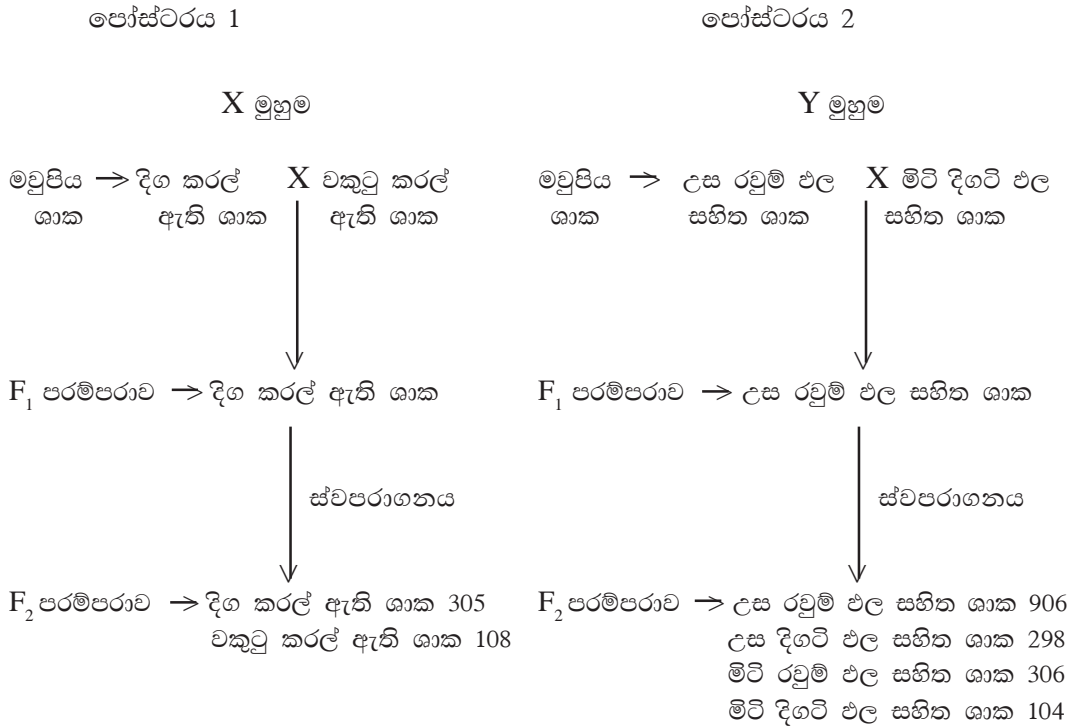 පෝස්ටරය 1
X මුහුම
මවුපිය → දිග කරල් X වකුටු කරල්
ශාක ඇති ශාක ඇති ශාක
F₁ පරම්පරාව → දිග කරල් ඇති ශාක
ස්වපරාගනය
F₂ පරම්පරාව → දිග කරල් ඇති ශාක 305
වකුටු කරල් ඇති ශාක 108
පෝස්ටරය 2
Y මුහුම
මවුපිය → උස රවුම් ඵල X මිටි දිගටි ඵල
ශාක සහිත ශාක සහිත ශාක
F₁ පරම්පරාව → උස රවුම් ඵල සහිත ශාක
ස්වපරාගනය
F₂ පරම්පරාව → උස රවුම් ඵල සහිත ශාක 906
උස දිගටි ඵල සහිත ශාක 298
මිටි රවුම් ඵල සහිත ශාක 306
මිටි දිගටි ඵල සහිත ශාක 104